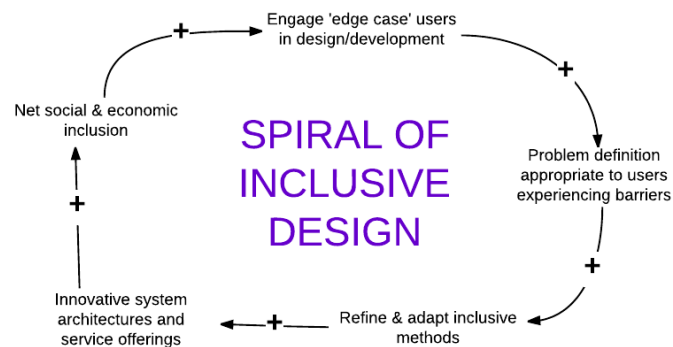 Engage 'edge case' users
in design/development
+
+
Net social & economic
inclusion
SPIRAL OF
INCLUSIVE
DESIGN
Problem definition
appropriate to users
experiencing barriers
+
+
Innovative system
architectures and
service offerings
+
Refine & adapt inclusive
methods